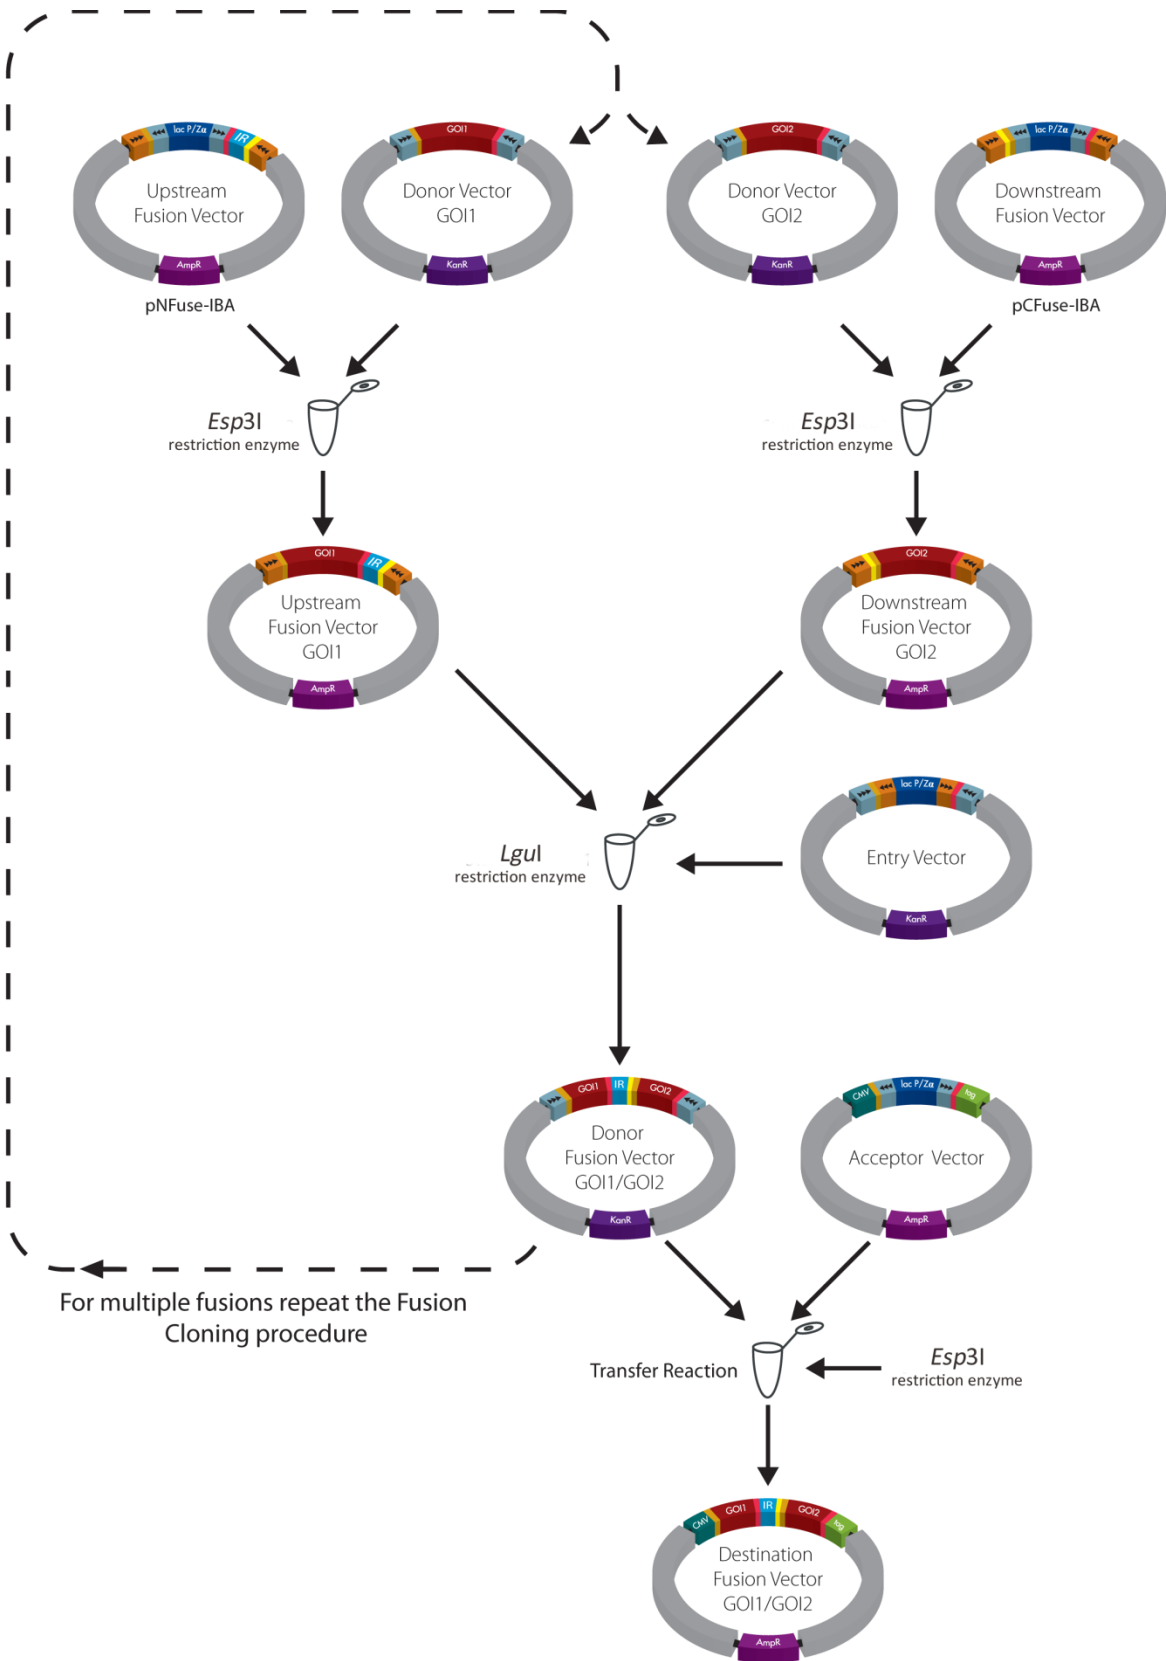 lac P/Zα
IR
Upstream
Fusion Vector
AmpR
pNFuse-IBA
GOI1
Donor Vector
GOI1
KanR
GOI2
Donor Vector
GOI2
KanR
lac P/Zα
Downstream
Fusion Vector
AmpR
pCFuse-IBA
Esp3I
restriction enzyme
Esp3I
restriction enzyme
GOI1
IR
Upstream
Fusion Vector
GOI1
AmpR
GOI2
Downstream
Fusion Vector
GOI2
AmpR
lac P/Zα
Entry Vector
KanR
LguI
restriction enzyme
GOI1
IR
GOI2
Donor
Fusion Vector
GOI1/GOI2
KanR
CMV
lac P/Zα
tag
Acceptor Vector
AmpR
For multiple fusions repeat the Fusion
Cloning procedure
Transfer Reaction
Esp3I
restriction enzyme
CMV
GOI1
IR
GOI2
tag
Destination
Fusion Vector
GOI1/GOI2
AmpR